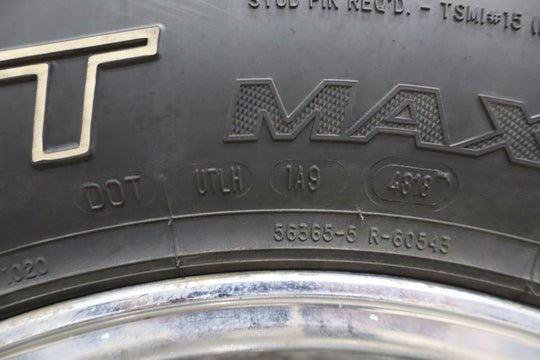 STUD PIN REQ'D. - TSMI#15
T MAX
DOT UTLH 1A9 4818
56365-5 R-60543
1020